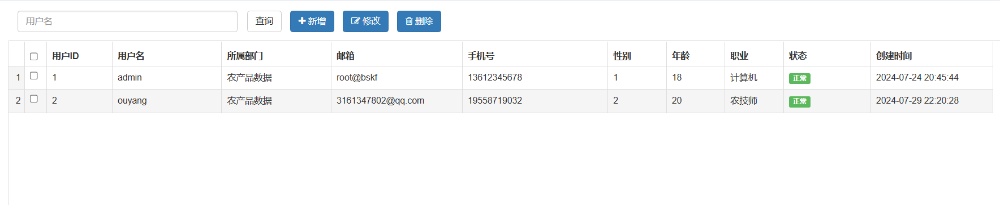 用户名 查询 新增 修改 删除
用户ID 用户名 所属部门 邮箱 手机号 性别 年龄 职业 状态 创建时间
1 1 admin 农产品数据 root@bskf 13612345678 1 18 计算机 正常 2024-07-24 20:45:44
2 2 ouyang 农产品数据 3161347802@qq.com 19558719032 2 20 农技师 正常 2024-07-29 22:20:28